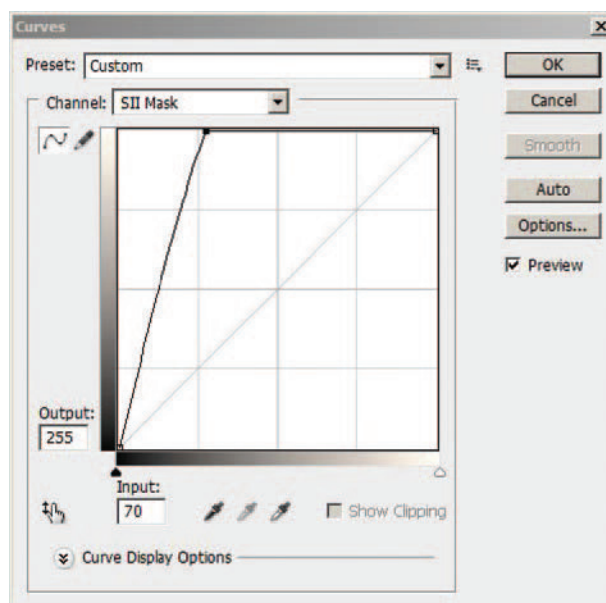 Curves
Preset: Custom
OK
Channel: SII Mask
Cancel
Smooth
Auto
Options...
Preview
Output:
255
Input:
70
Show Clipping
Curve Display Options